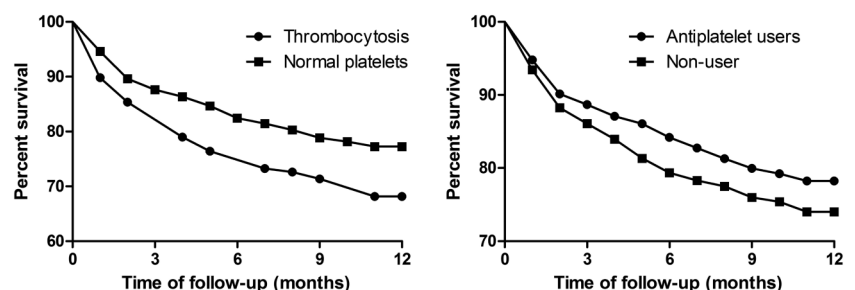 100
90
80
70
60
0
3
6
9
12
Percent survival
Time of follow-up (months)
Thrombocytosis
Normal platelets
100
90
80
70
0
3
6
9
12
Percent survival
Time of follow-up (months)
Antiplatelet users
Non-user